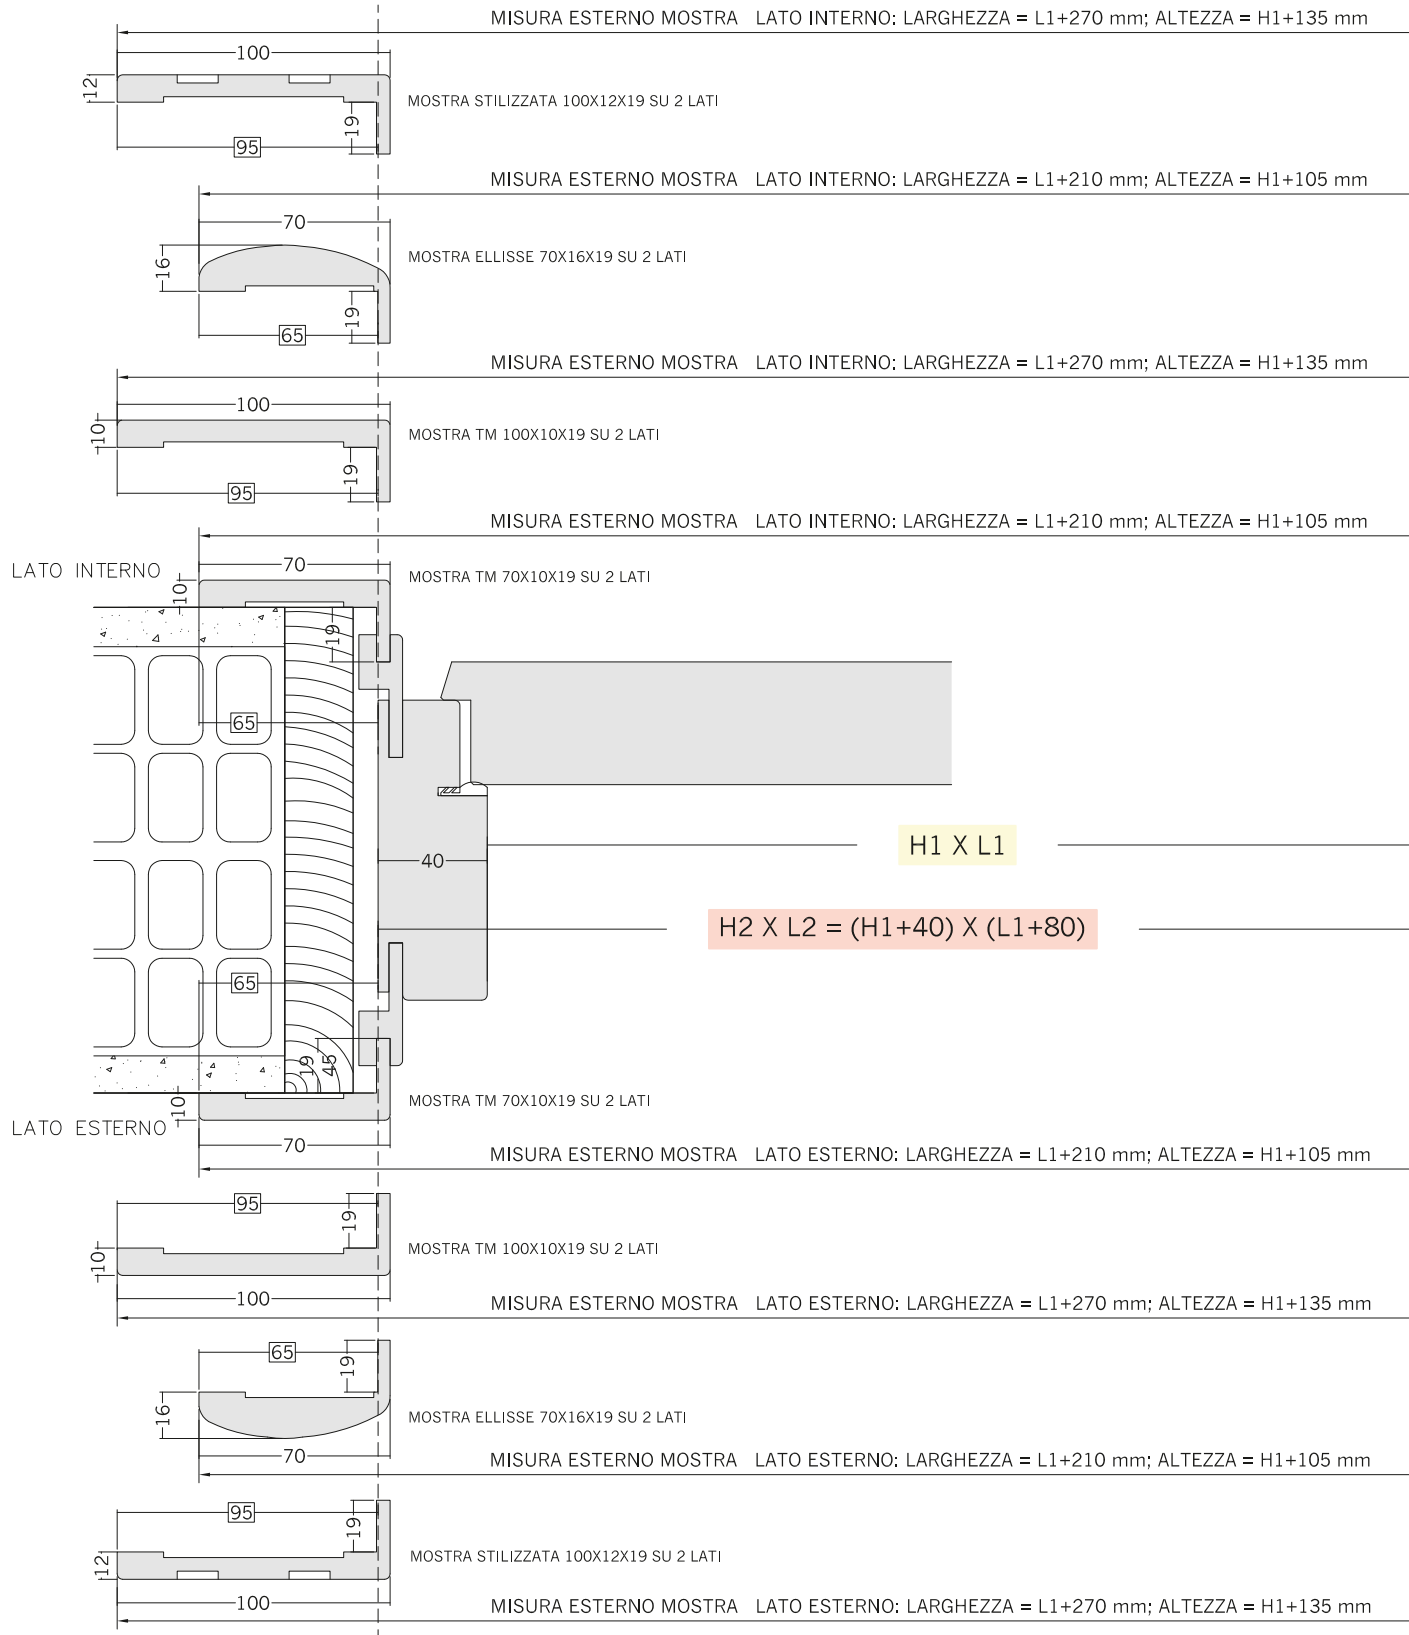 MISURA ESTERNO MOSTRA LATO INTERNO: LARGHEZZA = L1+270 mm; ALTEZZA = H1+135 mm
100
12
MOSTRA STILIZZATA 100X12X19 SU 2 LATI
19
95
MISURA ESTERNO MOSTRA LATO INTERNO: LARGHEZZA = L1+210 mm; ALTEZZA = H1+105 mm
70
16
MOSTRA ELLISSE 70X16X19 SU 2 LATI
19
65
MISURA ESTERNO MOSTRA LATO INTERNO: LARGHEZZA = L1+270 mm; ALTEZZA = H1+135 mm
100
10
MOSTRA TM 100X10X19 SU 2 LATI
19
95
MISURA ESTERNO MOSTRA LATO INTERNO: LARGHEZZA = L1+210 mm; ALTEZZA = H1+105 mm
LATO INTERNO
70
10
MOSTRA TM 70X10X19 SU 2 LATI
19
65
H1 X L1
40
H2 X L2 = (H1+40) X (L1+80)
65
19
45
10
MOSTRA TM 70X10X19 SU 2 LATI
LATO ESTERNO
70
MISURA ESTERNO MOSTRA LATO ESTERNO: LARGHEZZA = L1+210 mm; ALTEZZA = H1+105 mm
95
19
10
MOSTRA TM 100X10X19 SU 2 LATI
100
MISURA ESTERNO MOSTRA LATO ESTERNO: LARGHEZZA = L1+270 mm; ALTEZZA = H1+135 mm
65
19
16
MOSTRA ELLISSE 70X16X19 SU 2 LATI
70
MISURA ESTERNO MOSTRA LATO ESTERNO: LARGHEZZA = L1+210 mm; ALTEZZA = H1+105 mm
95
19
12
MOSTRA STILIZZATA 100X12X19 SU 2 LATI
100
MISURA ESTERNO MOSTRA LATO ESTERNO: LARGHEZZA = L1+270 mm; ALTEZZA = H1+135 mm